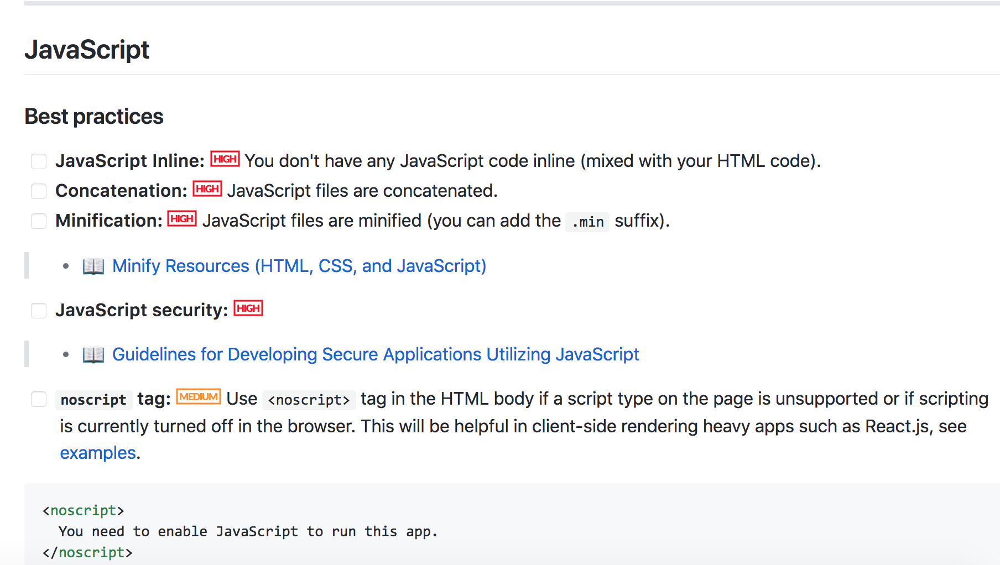 JavaScript
Best practices
JavaScript Inline: HIGH You don't have any JavaScript code inline (mixed with your HTML code).
Concatenation: HIGH JavaScript files are concatenated.
Minification: HIGH JavaScript files are minified (you can add the .min suffix).
Minify Resources (HTML, CSS, and JavaScript)
JavaScript security: HIGH
Guidelines for Developing Secure Applications Utilizing JavaScript
noscript tag: MEDIUM Use <noscript> tag in the HTML body if a script type on the page is unsupported or if scripting
is currently turned off in the browser. This will be helpful in client-side rendering heavy apps such as React.js, see
examples.
<noscript>
You need to enable JavaScript to run this app.
</noscript>